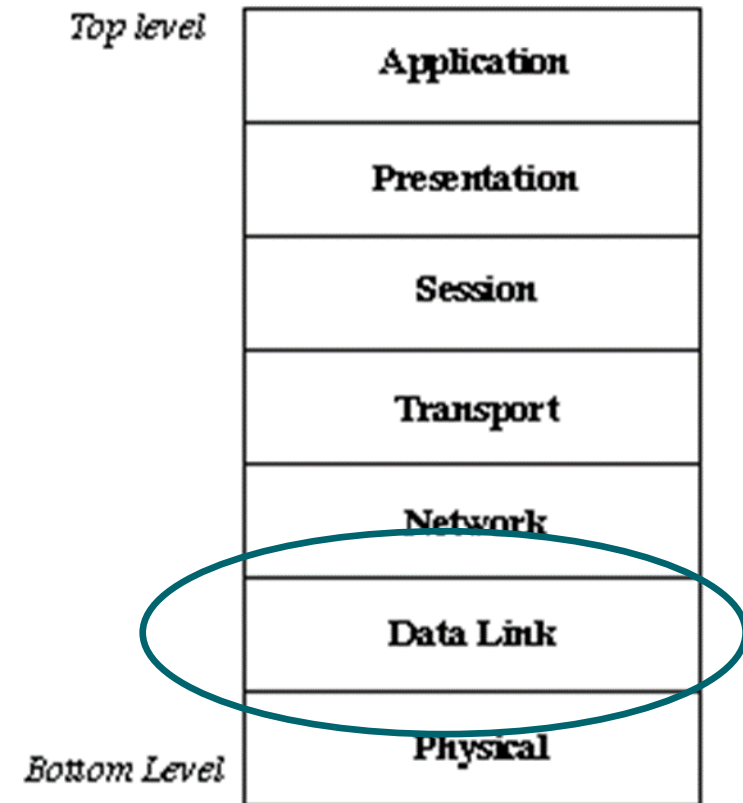 Top level
Application
Presentation
Session
Transport
Network
Data Link
Physical
Bottom Level